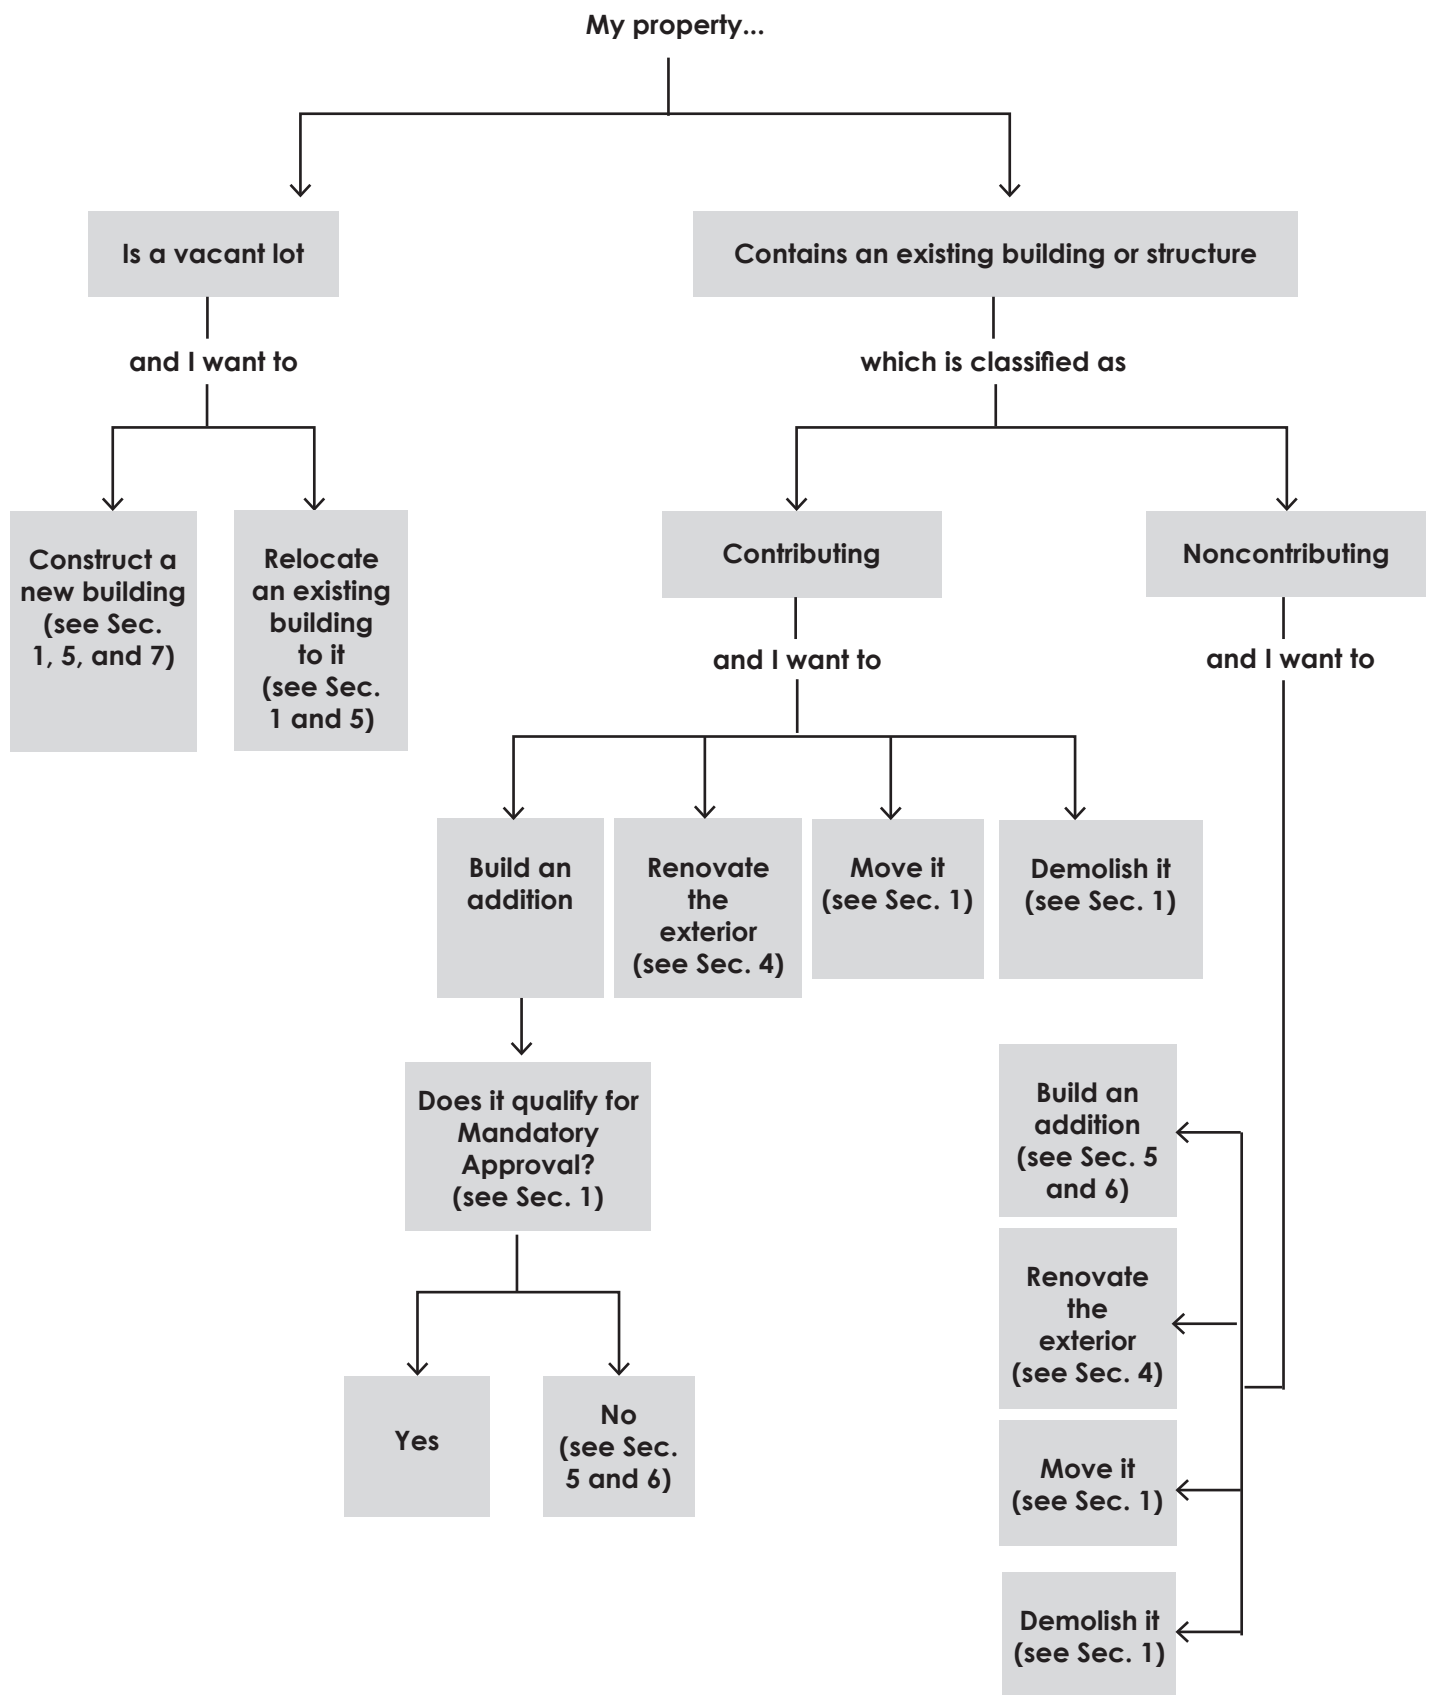 My property...
Is a vacant lot
Contains an existing building or structure
and I want to
which is classified as
Construct a
new building
(see Sec.
1, 5, and 7)
Relocate
an existing
building
to it
(see Sec.
1 and 5)
Contributing
Noncontributing
and I want to
and I want to
Build an
addition
Renovate
the
exterior
(see Sec. 4)
Move it
(see Sec. 1)
Demolish it
(see Sec. 1)
Does it qualify for
Mandatory
Approval?
(see Sec. 1)
Yes
No
(see Sec.
5 and 6)
Build an
addition
(see Sec. 5
and 6)
Renovate
the
exterior
(see Sec. 4)
Move it
(see Sec. 1)
Demolish it
(see Sec. 1)